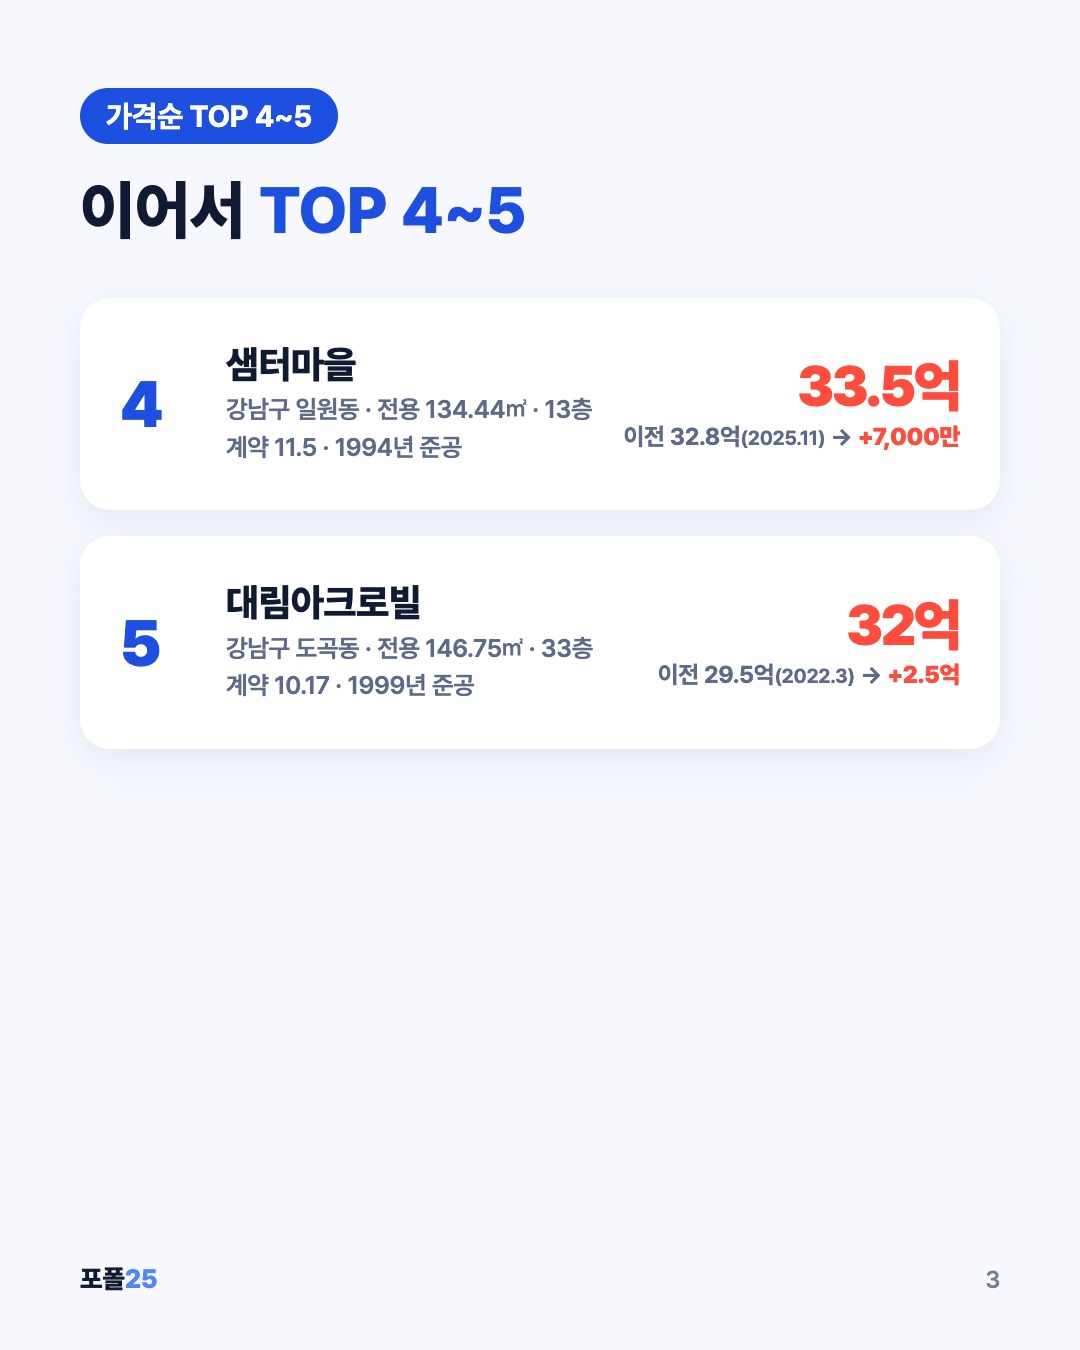 가격순 TOP 4~5
이어서 TOP 4~5
4
샘터마을
강남구 일원동 · 전용 134.44㎡ · 13층
계약 11.5 · 1994년 준공
33.5억
이전 32.8억(2025.11) → +7,000만
5
대림아크로빌
강남구 도곡동 · 전용 146.75㎡ · 33층
계약 10.17 · 1999년 준공
32억
이전 29.5억(2022.3) → +2.5억
포폴25
3